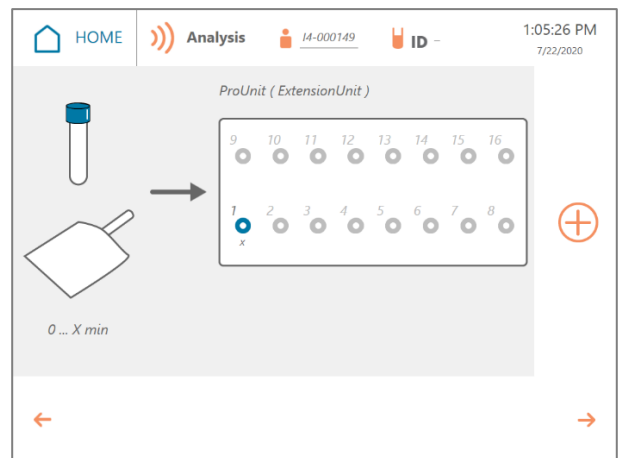 HOME Analysis I4-000149 ID – 1:05:26 PM
7/22/2020
ProUnit ( ExtensionUnit )
9 10 11 12 13 14 15 16
1 2 3 4 5 6 7 8
x
0 ... X min